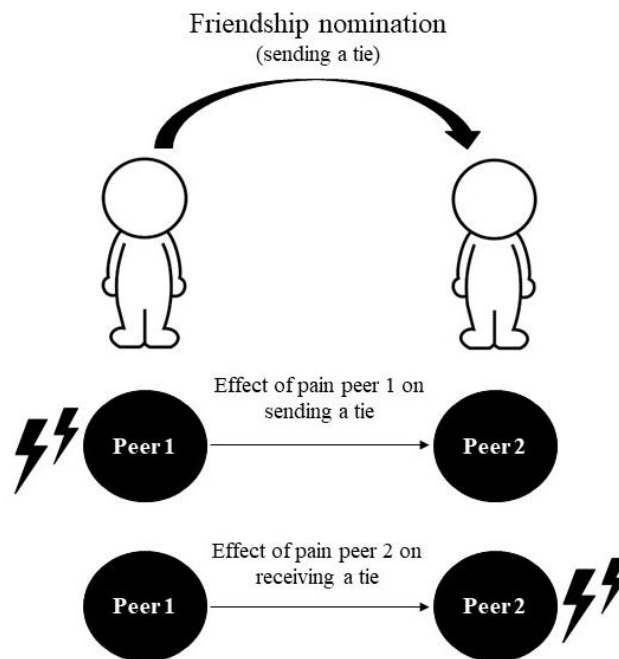 Friendship nomination
(sending a tie)
Effect of pain peer 1 on
sending a tie
Peer 1
Peer 2
Effect of pain peer 2 on
receiving a tie
Peer 1
Peer 2